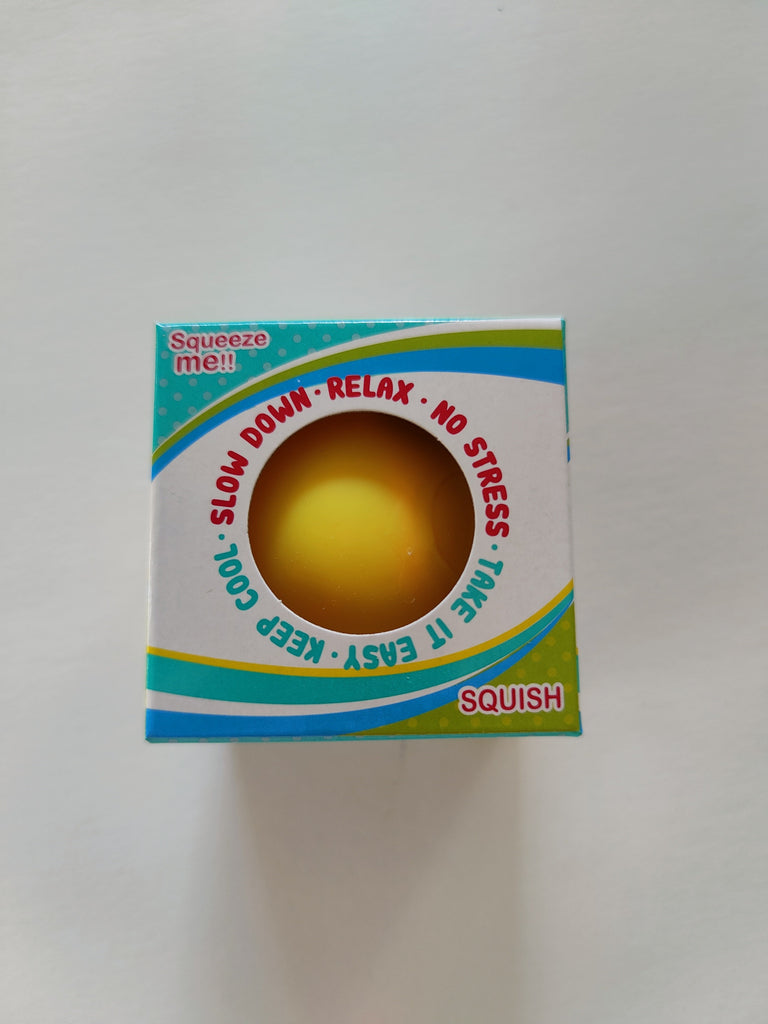 Squeeze
me!!
SLOW DOWN · RELAX · NO STRESS · TAKE IT EASY · KEEP COOL ·
SQUISH